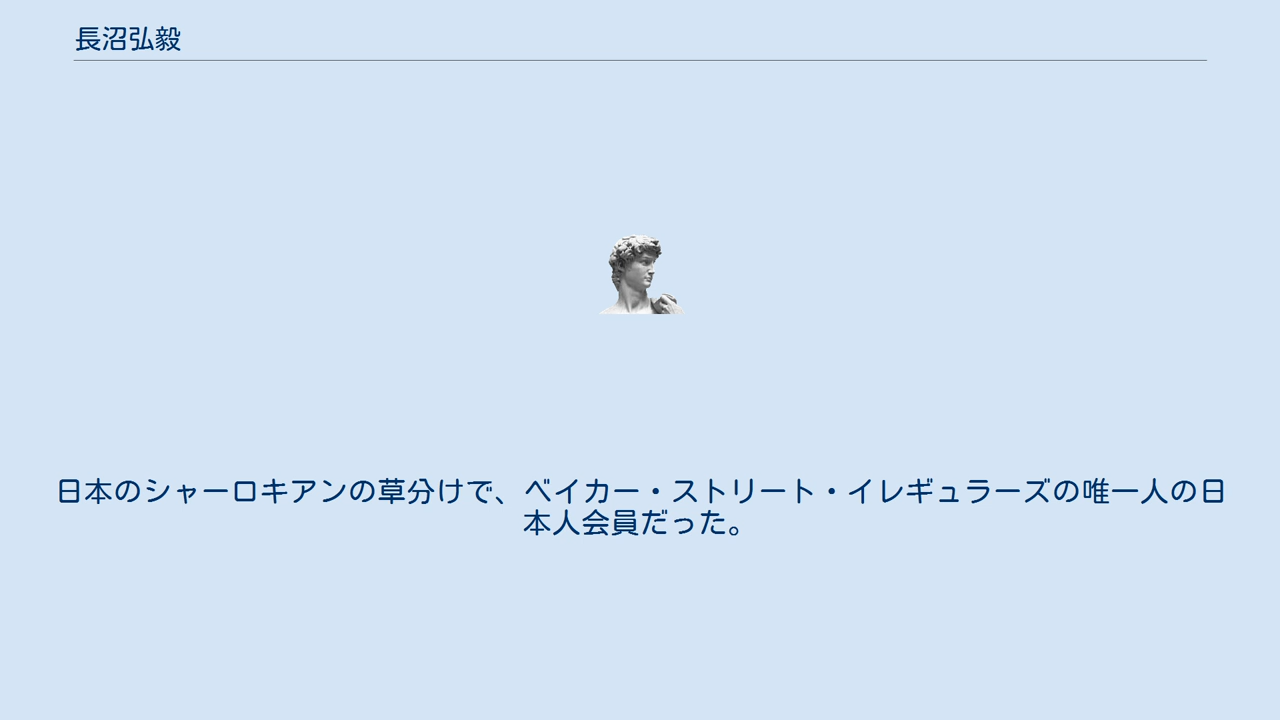 長沼弘毅
日本のシャーロキアンの草分けで、ベイカー・ストリート・イレギュラーズの唯一人の日
本人会員だった。